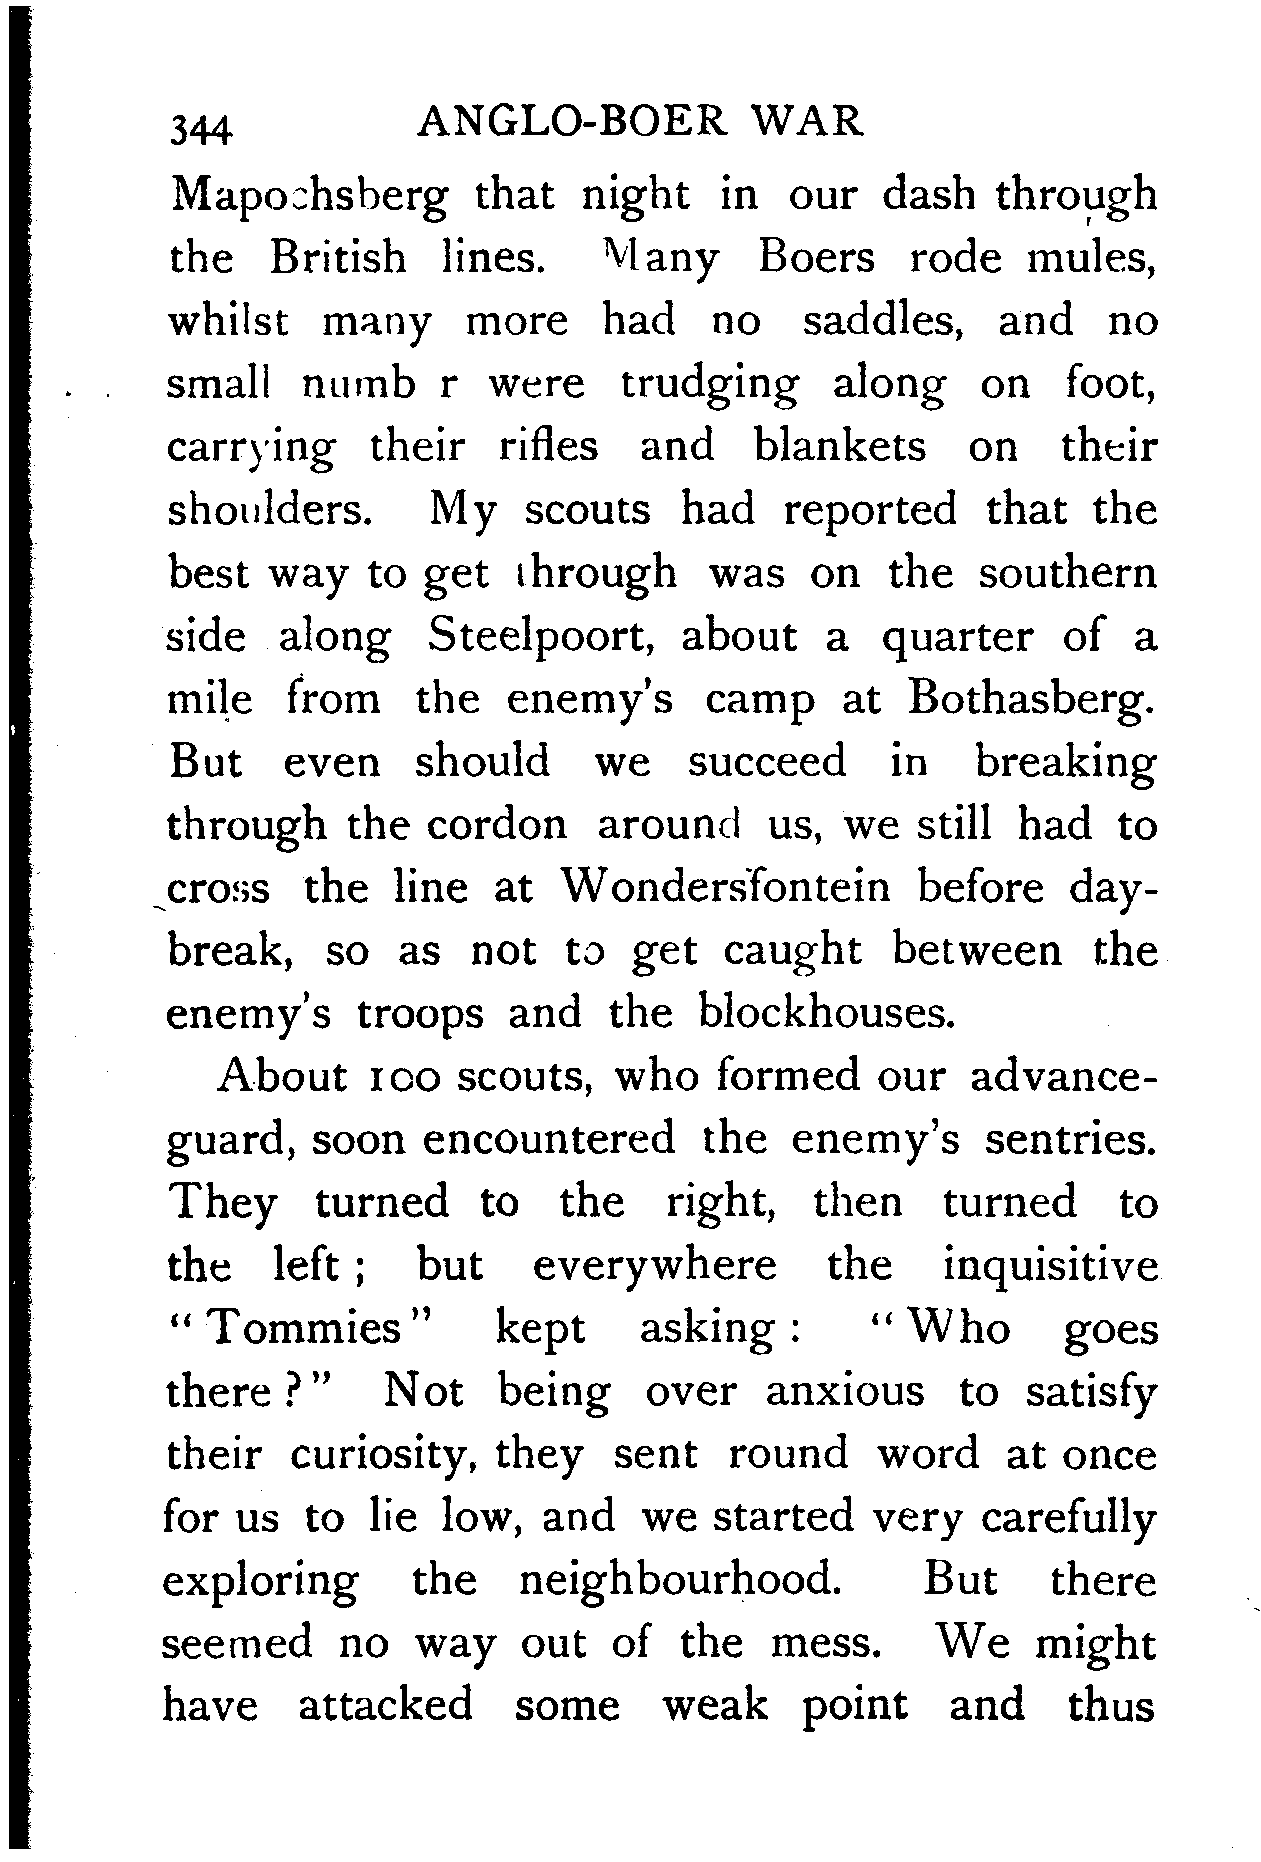 344 ANGLO-BOER WAR
Mapochsberg that night in our dash through
the British lines. Many Boers rode mules,
whilst many more had no saddles, and no
small numb r were trudging along on foot,
carrying their rifles and blankets on their
shoulders. My scouts had reported that the
best way to get through was on the southern
side along Steelpoort, about a quarter of a
mile from the enemy's camp at Bothasberg.
But even should we succeed in breaking
through the cordon around us, we still had to
cross the line at Wondersfontein before day-
break, so as not to get caught between the
enemy's troops and the blockhouses.
About 100 scouts, who formed our advance-
guard, soon encountered the enemy's sentries.
They turned to the right, then turned to
the left ; but everywhere the inquisitive
“ Tommies ” kept asking : “ Who goes
there ? ” Not being over anxious to satisfy
their curiosity, they sent round word at once
for us to lie low, and we started very carefully
exploring the neighbourhood. But there
seemed no way out of the mess. We might
have attacked some weak point and thus